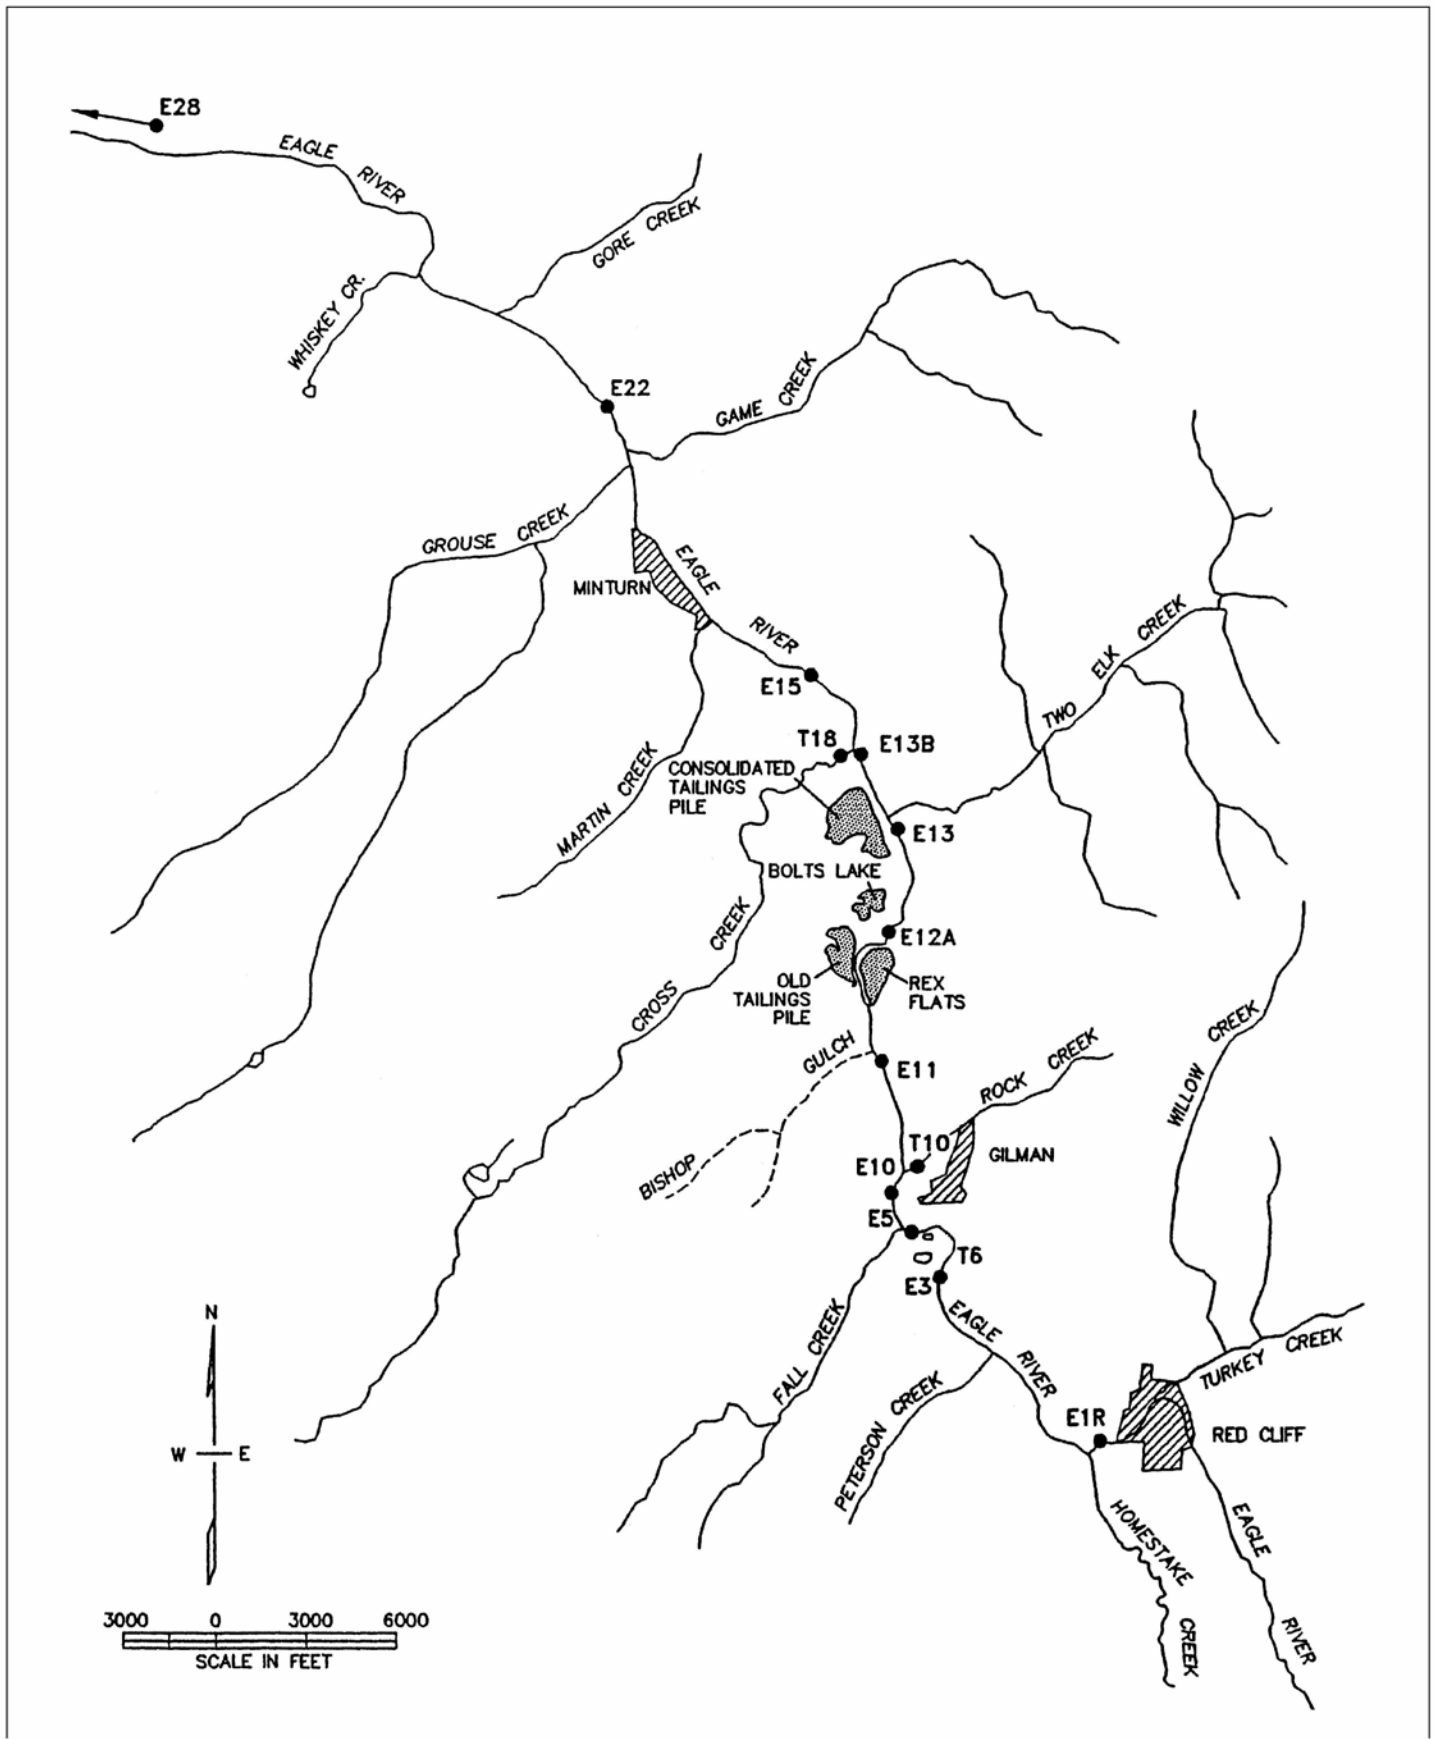 E28
EAGLE RIVER
GORE CREEK
WHISKEY CR.
E22
GAME CREEK
GROUSE CREEK
MINTURN
EAGLE RIVER
E15
TWO ELK CREEK
T18
E13B
CONSOLIDATED
TAILINGS
PILE
MARTIN CREEK
E13
BOLTS LAKE
CROSS CREEK
E12A
OLD
TAILINGS
PILE
REX
FLATS
BISHOP GULCH
E11
ROCK CREEK
WILLOW CREEK
T10
GILMAN
E10
E5
T6
E3
EAGLE RIVER
FALL CREEK
PETERSON CREEK
TURKEY CREEK
E1R
RED CLIFF
HOMESTAKE CREEK
EAGLE RIVER
N
W E
3000 0 3000 6000
SCALE IN FEET